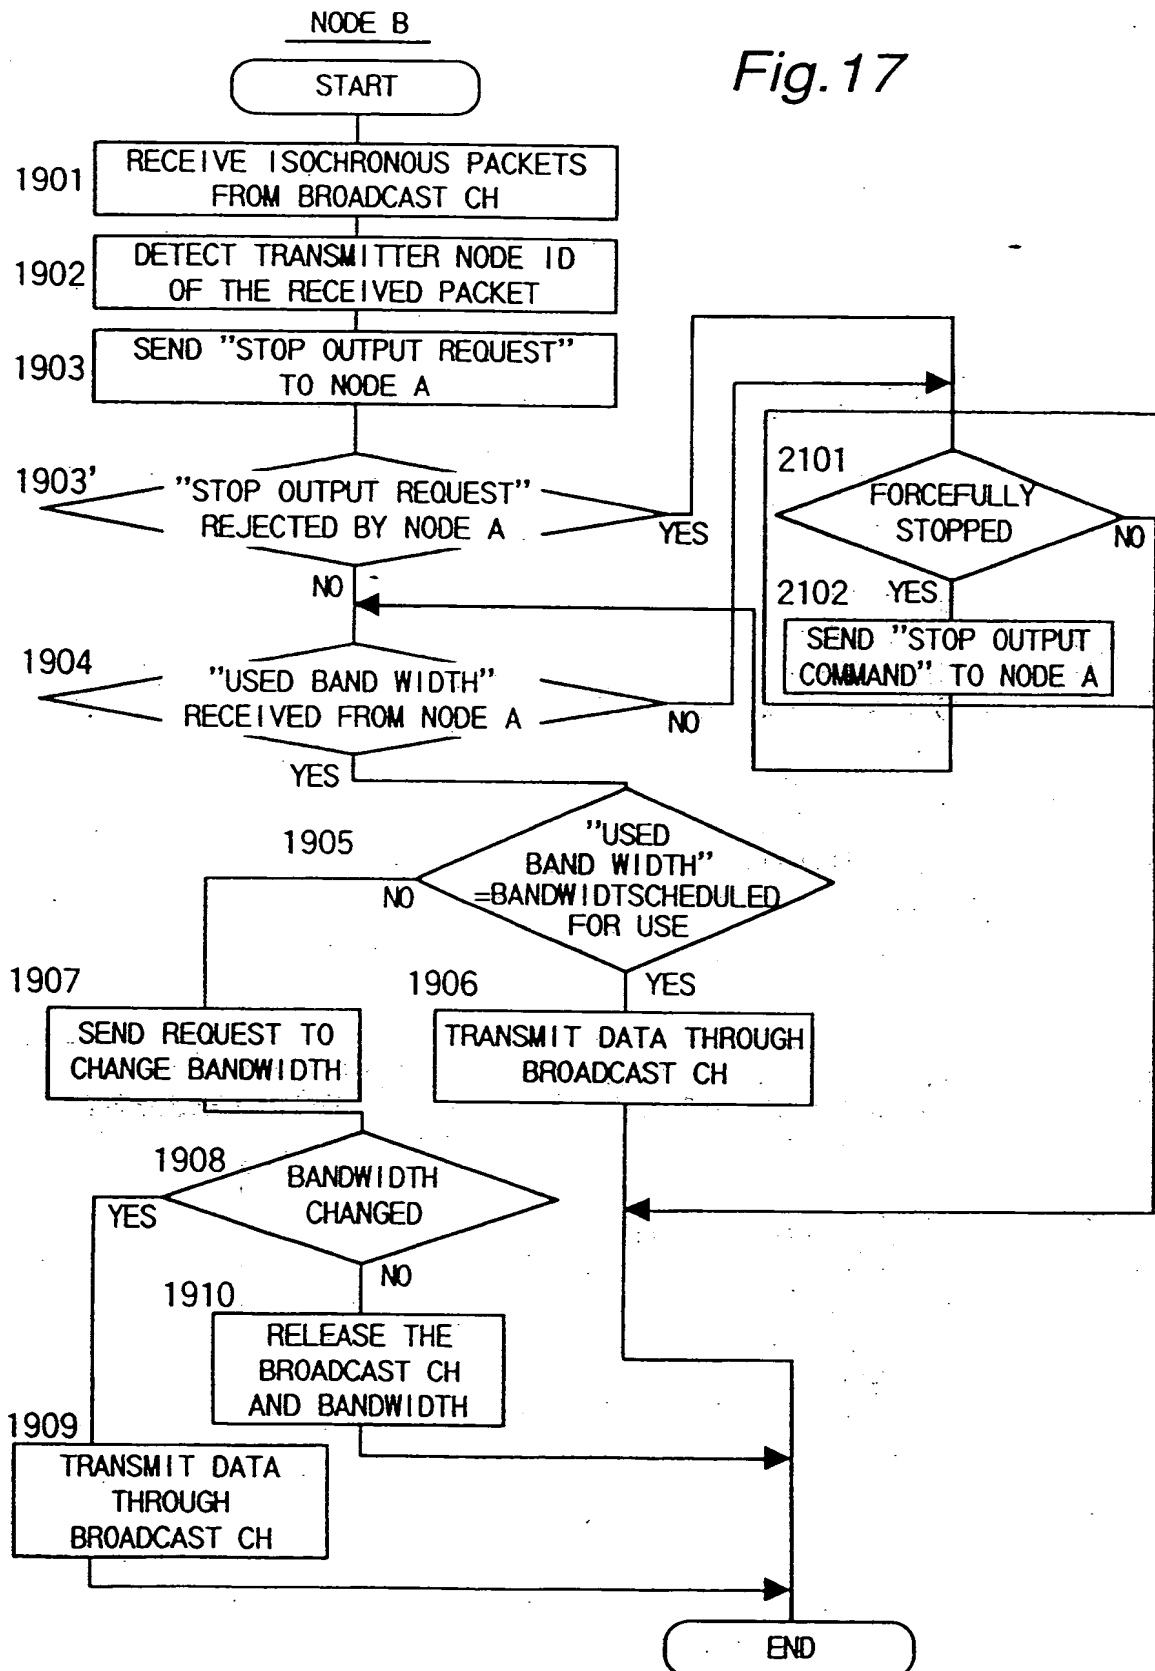 NODE B
Fig.17
START
1901
RECEIVE ISOCHRONOUS PACKETS
FROM BROADCAST CH
1902
DETECT TRANSMITTER NODE ID
OF THE RECEIVED PACKET
1903
SEND "STOP OUTPUT REQUEST"
TO NODE A
1903'
"STOP OUTPUT REQUEST"
REJECTED BY NODE A
YES
NO
2101
FORCEFULLY
STOPPED
NO
YES
2102
SEND "STOP OUTPUT
COMMAND" TO NODE A
1904
"USED BAND WIDTH"
RECEIVED FROM NODE A
NO
YES
1905
"USED
BAND WIDTH"
=BANDWIDTSCHEDULED
FOR USE
NO
YES
1906
TRANSMIT DATA THROUGH
BROADCAST CH
1907
SEND REQUEST TO
CHANGE BANDWIDTH
1908
BANDWIDTH
CHANGED
YES
NO
1910
RELEASE THE
BROADCAST CH
AND BANDWIDTH
1909
TRANSMIT DATA
THROUGH
BROADCAST CH
END